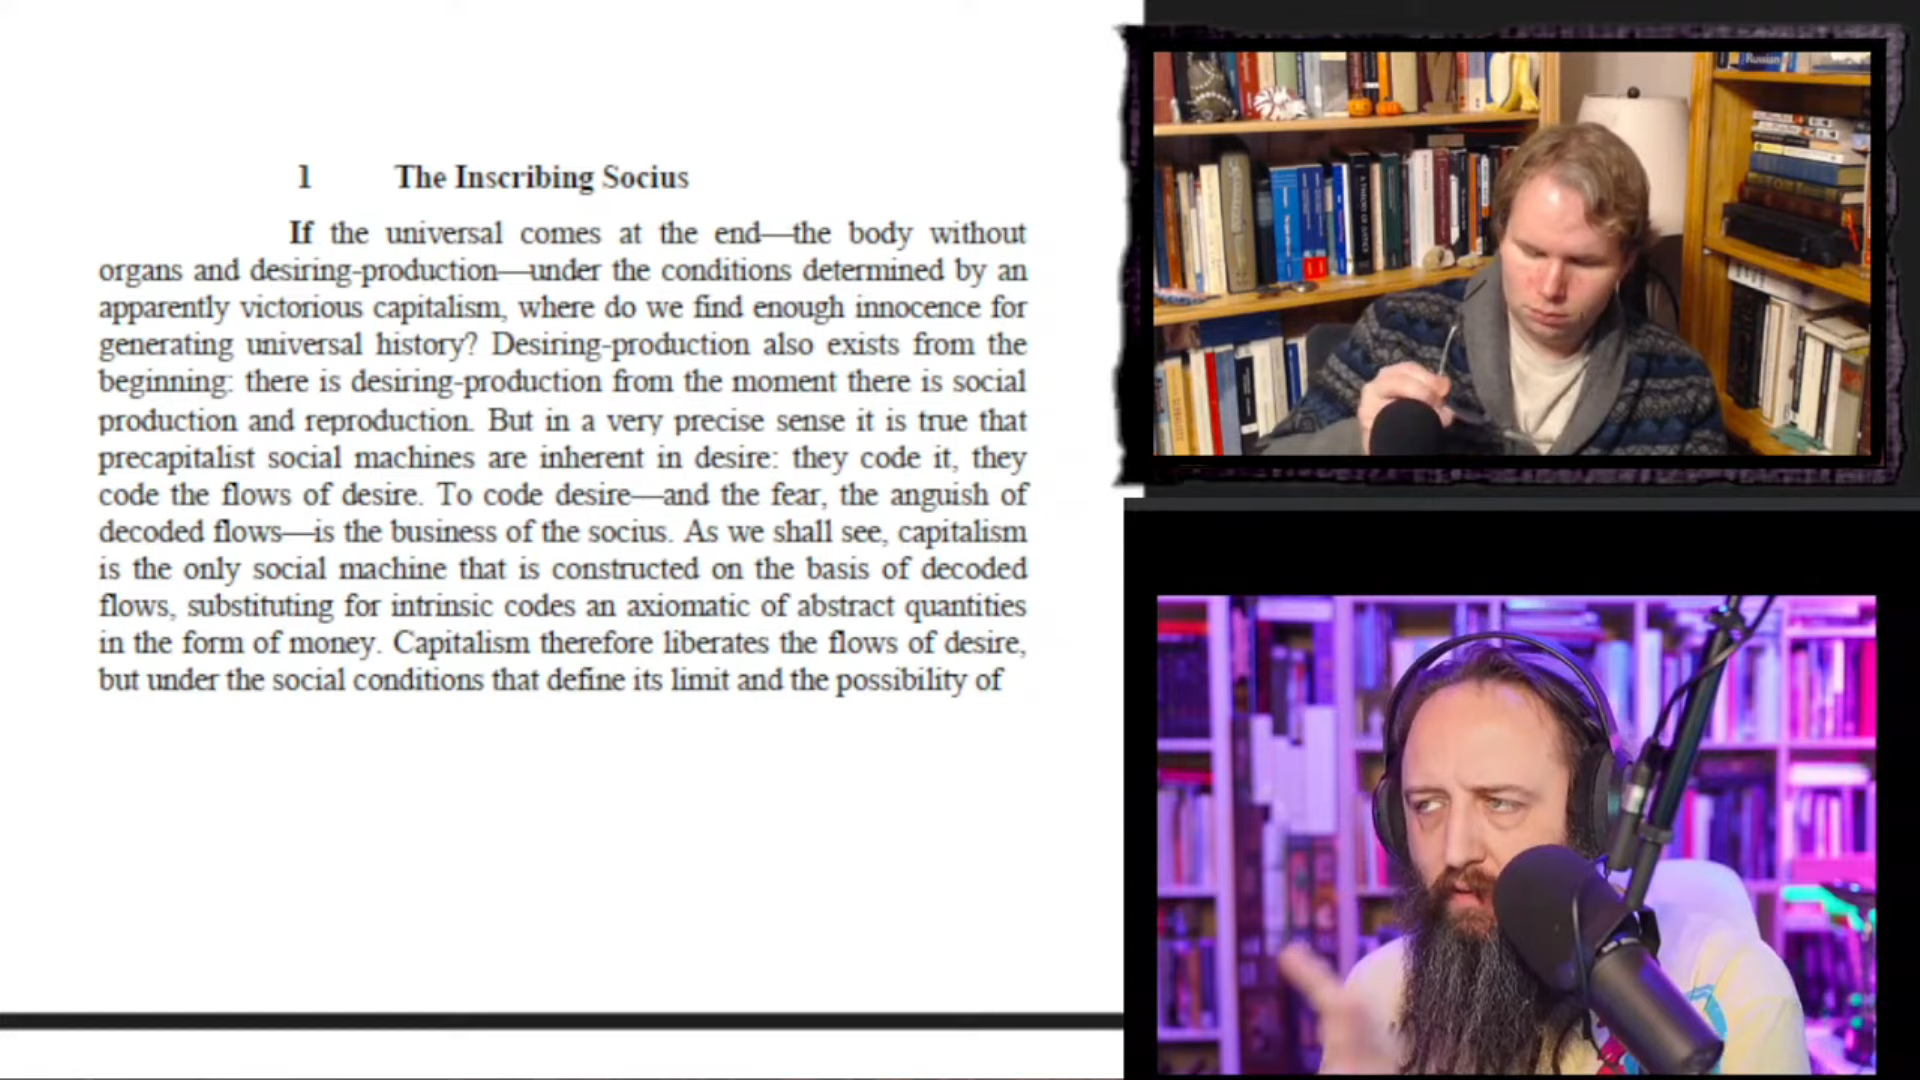 1 The Inscribing Socius
If the universal comes at the end—the body without
organs and desiring-production—under the conditions determined by an
apparently victorious capitalism, where do we find enough innocence for
generating universal history? Desiring-production also exists from the
beginning: there is desiring-production from the moment there is social
production and reproduction. But in a very precise sense it is true that
precapitalist social machines are inherent in desire: they code it, they
code the flows of desire. To code desire—and the fear, the anguish of
decoded flows—is the business of the socius. As we shall see, capitalism
is the only social machine that is constructed on the basis of decoded
flows, substituting for intrinsic codes an axiomatic of abstract quantities
in the form of money. Capitalism therefore liberates the flows of desire,
but under the social conditions that define its limit and the possibility of
Russian